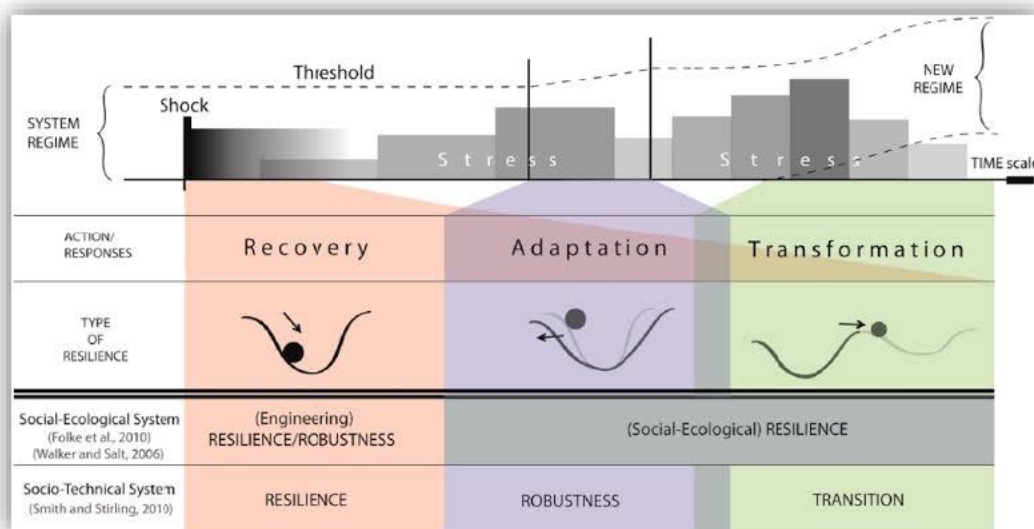 Threshold
Shock
SYSTEM
REGIME
NEW
REGIME
Stress
Stress
TIME scale
ACTION/
RESPONSES
Recovery
Adaptation
Transformation
TYPE
OF
RESILIENCE
Social-Ecological System
(Folke et al., 2010)
(Walker and Salt, 2006)
(Engineering)
RESILIENCE/ROBUSTNESS
(Social-Ecological) RESILIENCE
Socio-Technical System
(Smith and Stirling, 2010)
RESILIENCE
ROBUSTNESS
TRANSITION